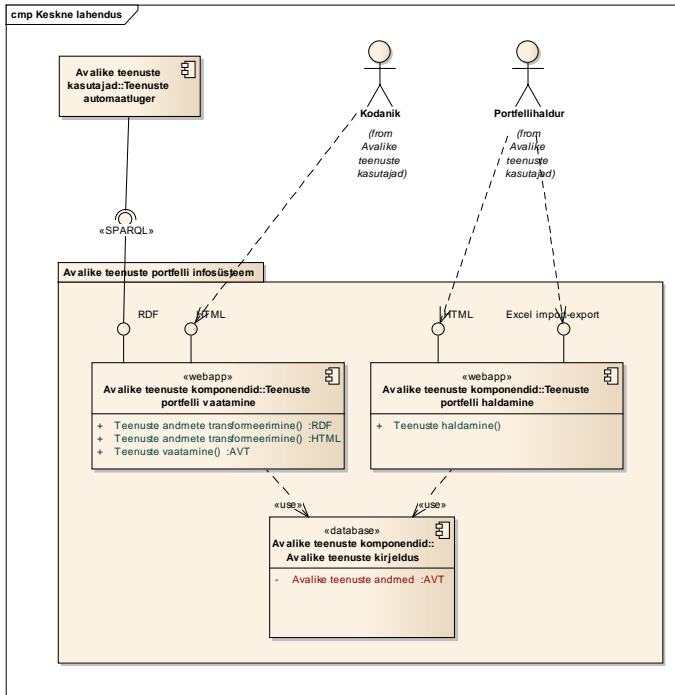 cmp Keskne lahendus
Avalike teenuste
kasutajad::Teenuste
automaatluger
Kodanik
(from
Avalike
teenuste
kasutajad)
Portfellihaldur
(from
Avalike
teenuste
kasutajad)
«SPARQL»
Avalike teenuste portfelli infosüsteem
RDF
HTML
HTML
Excel import-export
«webapp»
Avalike teenuste komponendid::Teenuste
portfelli vaatamine
+ Teenuste andmete transformeerimine() :RDF
+ Teenuste andmete transformeerimine() :HTML
+ Teenuste vaatamine() :AVT
«webapp»
Avalike teenuste komponendid::Teenuste
portfelli haldamine
+ Teenuste haldamine()
«use»
«use»
«database»
Avalike teenuste komponendid::
Avalike teenuste kirjeldus
- Avalike teenuste andmed :AVT